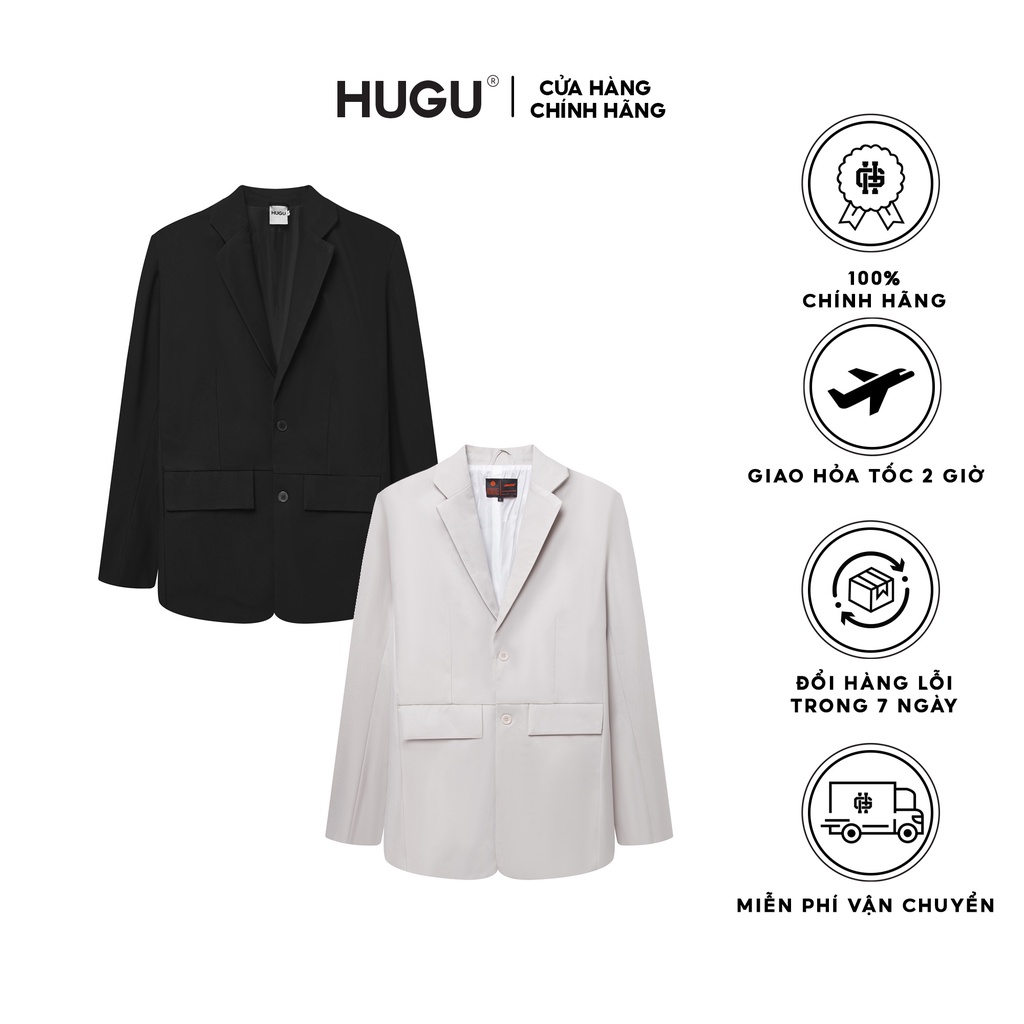 HUGU®
CỬA HÀNG
CHÍNH HÃNG
HUGU
100%
CHÍNH HÃNG
GIAO HỎA TỐC 2 GIỜ
ĐỔI HÀNG LỖI
TRONG 7 NGÀY
MIỄN PHÍ VẬN CHUYỂN